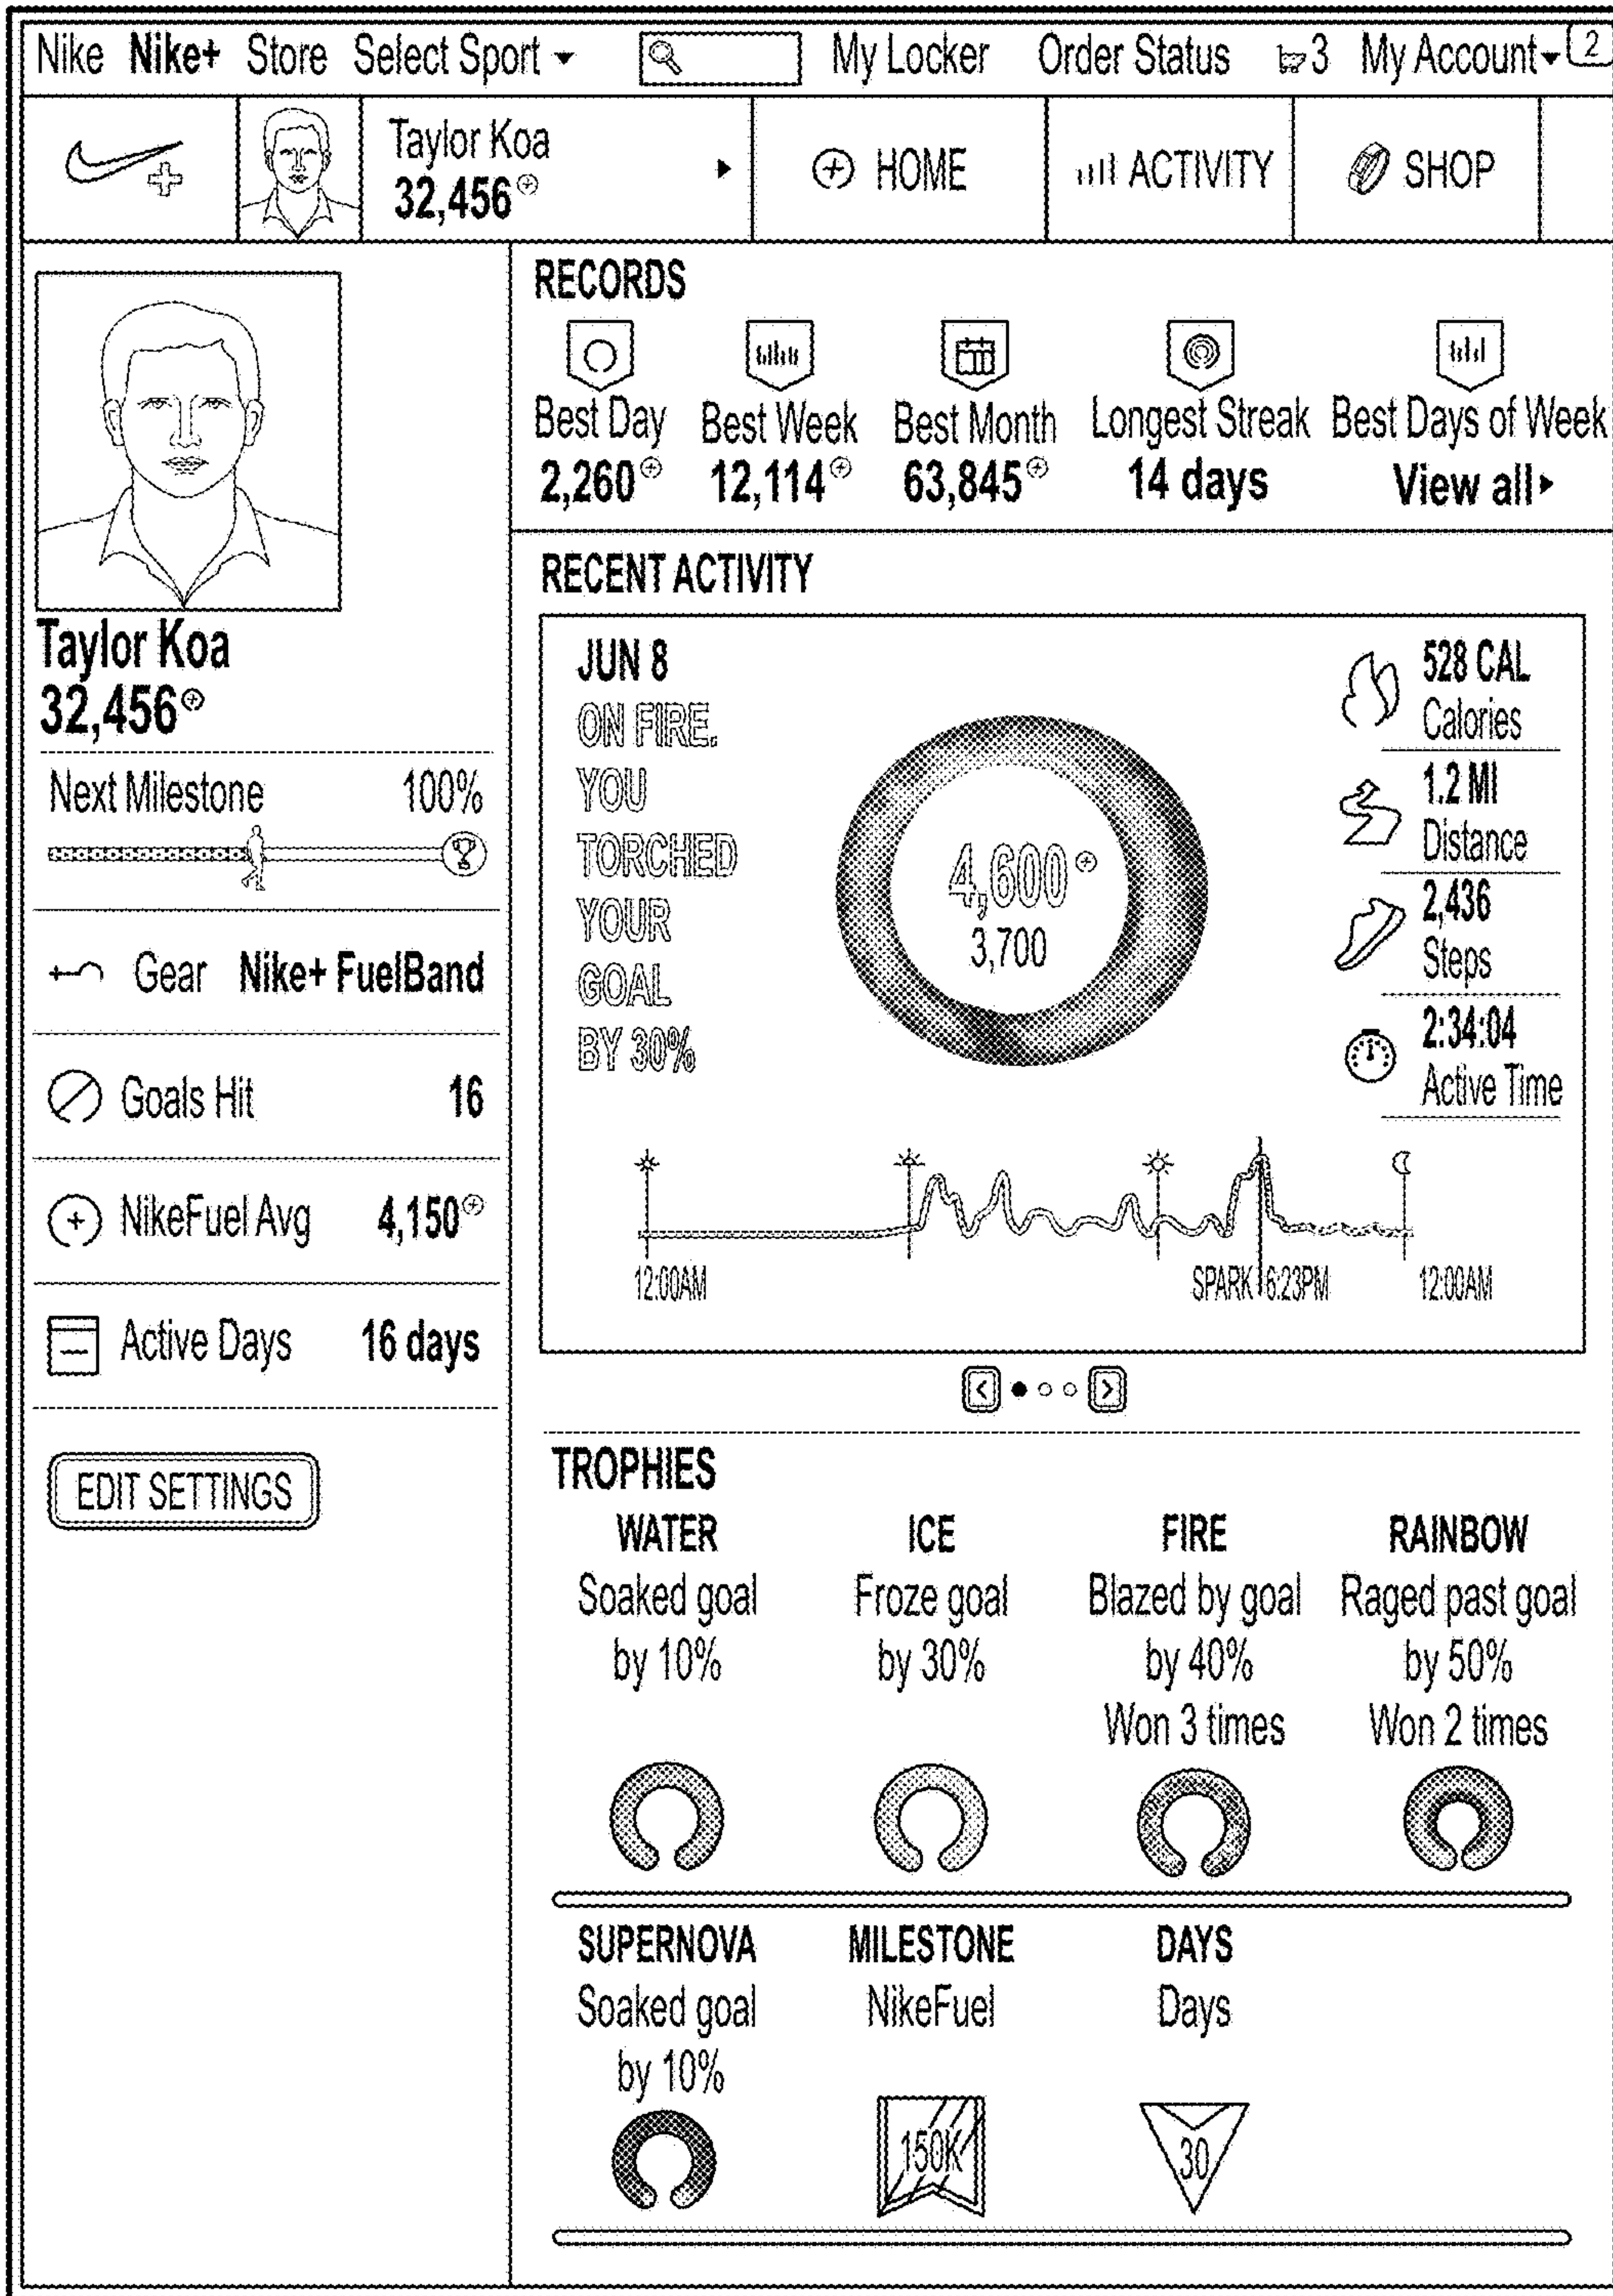 Nike Nike+ Store Select Sport My Locker Order Status 3 My Account 2
Taylor Koa
32,456
HOME
ACTIVITY
SHOP
Taylor Koa
32,456
Next Milestone 100%
Gear Nike+ FuelBand
Goals Hit 16
NikeFuel Avg 4,150
Active Days 16 days
EDIT SETTINGS
RECORDS
Best Day Best Week Best Month Longest Streak Best Days of Week
2,260 12,114 63,845 14 days View all
RECENT ACTIVITY
JUN 8
ON FIRE.
YOU
TORCHED
YOUR
GOAL
BY 30%
4,600
3,700
528 CAL
Calories
1.2 MI
Distance
2,436
Steps
2:34:04
Active Time
12:00AM SPARK 6:23PM 12:00AM
TROPHIES
WATER ICE FIRE RAINBOW
Soaked goal Froze goal Blazed by goal Raged past goal
by 10% by 30% by 40% by 50%
Won 3 times Won 2 times
SUPERNOVA MILESTONE DAYS
Soaked goal NikeFuel Days
by 10%
150K 30